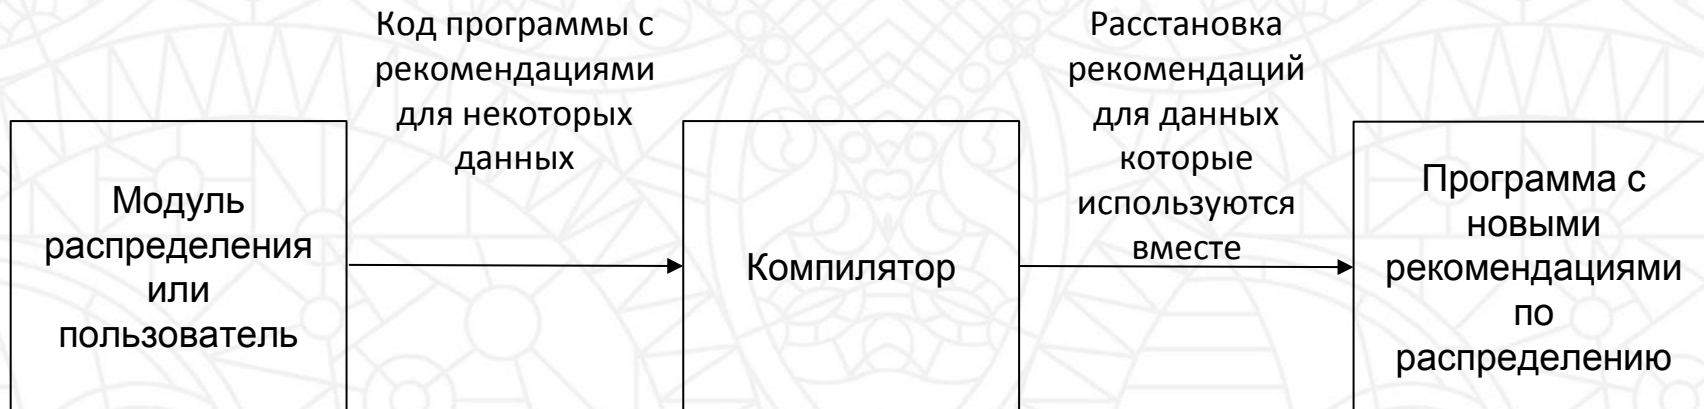 Код программы с
рекомендациями
для некоторых
данных
Расстановка
рекомендаций
для данных
которые
используются
вместе
Модуль
распределения
или
пользователь
Компилятор
Программа с
новыми
рекомендациями
по
распределению